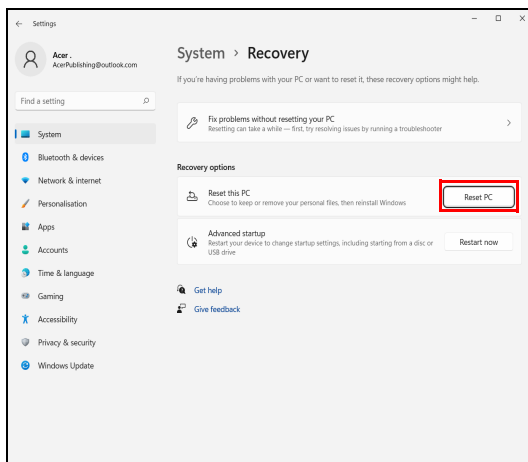 Settings
Acer .
AcerPublishing@outlook.com
Find a setting
System
Bluetooth & devices
Network & internet
Personalisation
Apps
Accounts
Time & language
Gaming
Accessibility
Privacy & security
Windows Update
System > Recovery
If you're having problems with your PC or want to reset it, these recovery options might help.
Fix problems without resetting your PC
Resetting can take a while — first, try resolving issues by running a troubleshooter
Recovery options
Reset this PC
Choose to keep or remove your personal files, then reinstall Windows
Reset PC
Advanced startup
Restart your device to change startup settings, including starting from a disc or
USB drive
Restart now
Get help
Give feedback